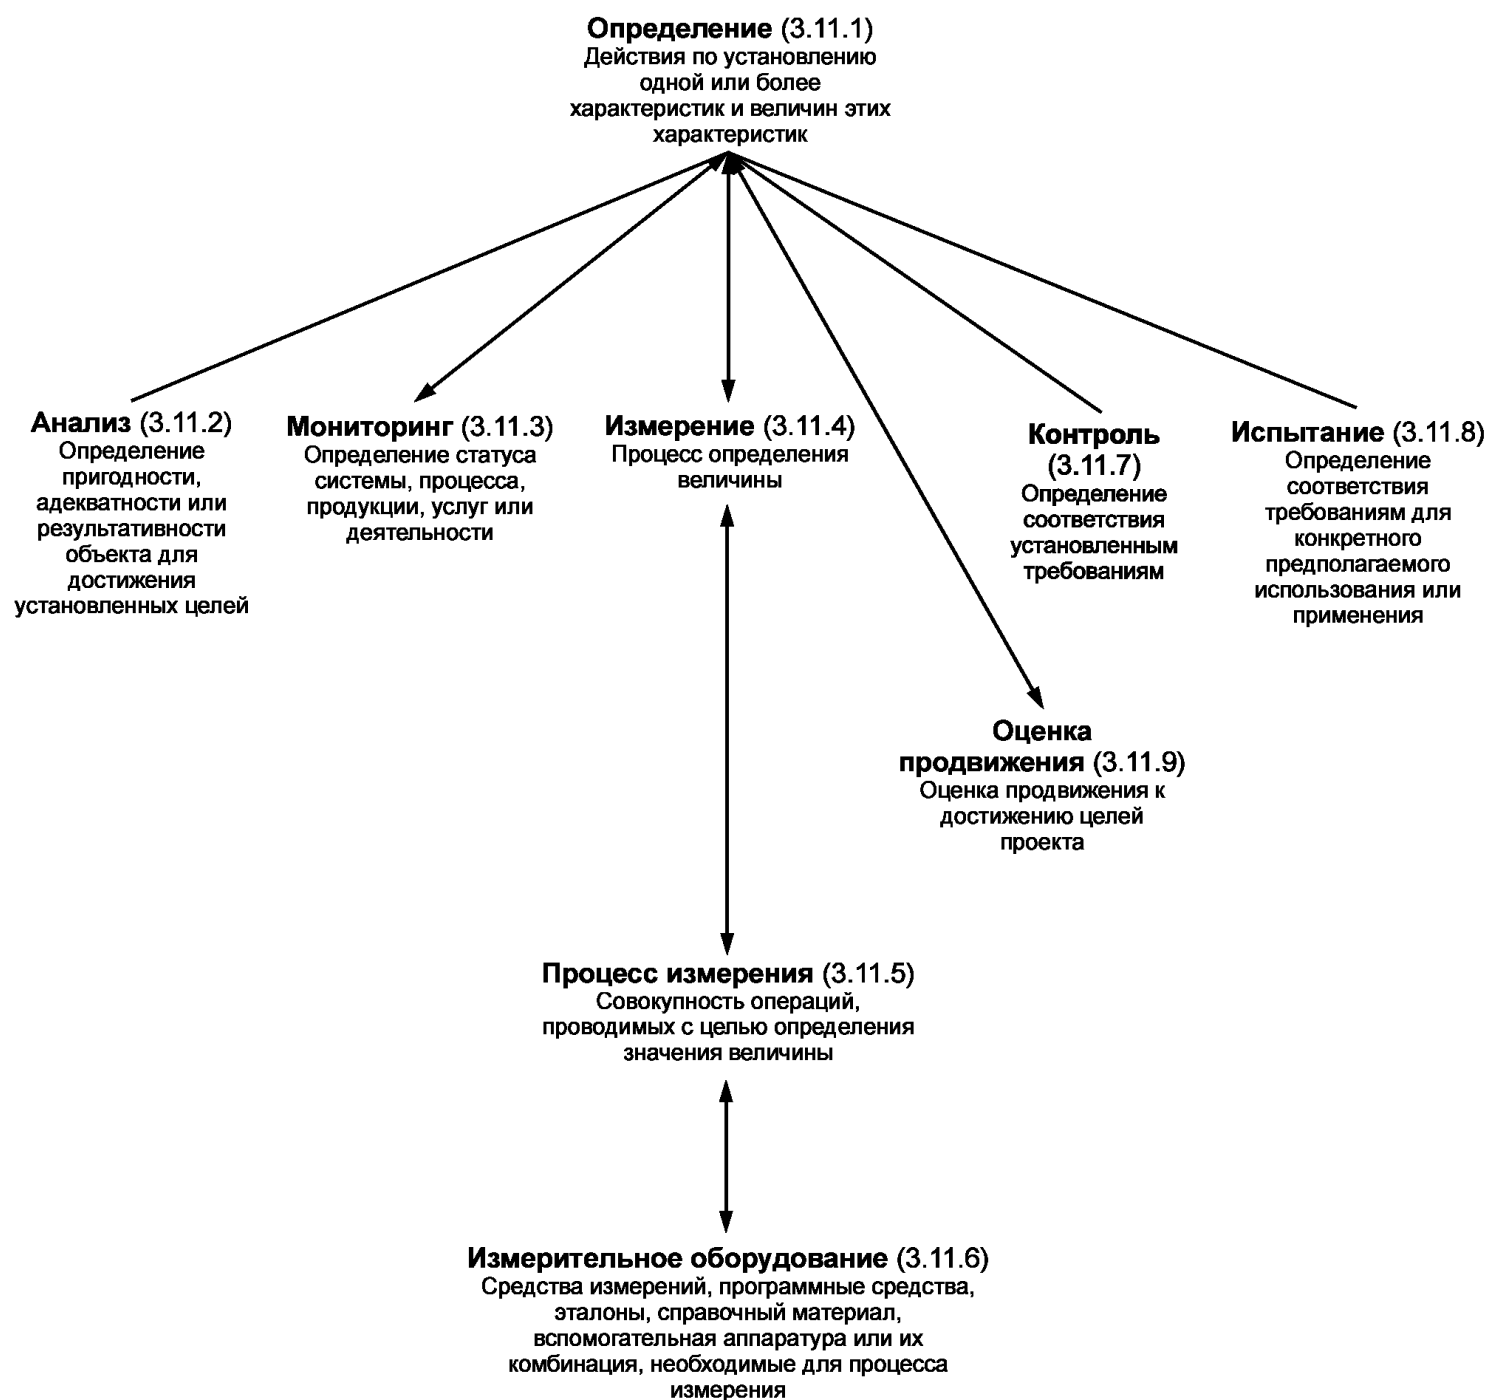 Определение (3.11.1)
Действия по установлению
одной или более
характеристик и величин этих
характеристик
Анализ (3.11.2)
Определение
пригодности,
адекватности или
результативности
объекта для
достижения
установленных целей
Мониторинг (3.11.3)
Определение статуса
системы, процесса,
продукции, услуг или
деятельности
Измерение (3.11.4)
Процесс определения
величины
Контроль
(3.11.7)
Определение
соответствия
установленным
требованиям
Испытание (3.11.8)
Определение
соответствия
требованиям для
конкретного
предполагаемого
использования или
применения
Оценка
продвижения (3.11.9)
Оценка продвижения к
достижению целей
проекта
Процесс измерения (3.11.5)
Совокупность операций,
проводимых с целью определения
значения величины
Измерительное оборудование (3.11.6)
Средства измерений, программные средства,
эталоны, справочный материал,
вспомогательная аппаратура или их
комбинация, необходимые для процесса
измерения